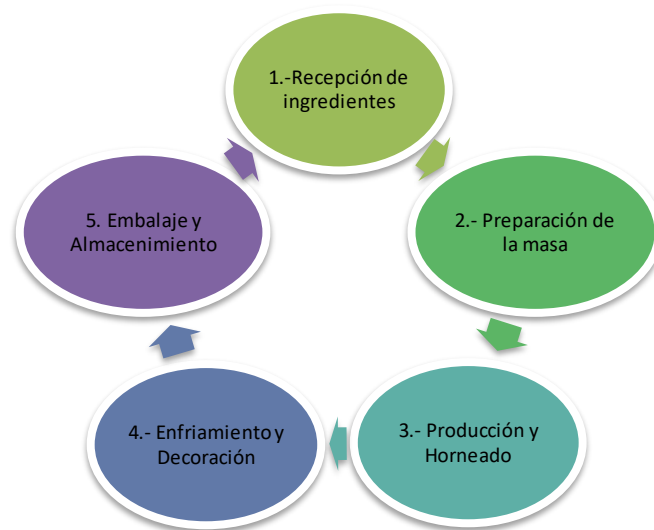 1.-Recepción de
ingredientes
2.- Preparación de
la masa
3.- Producción y
Horneado
4.- Enfriamiento y
Decoración
5. Embalaje y
Almacenimiento